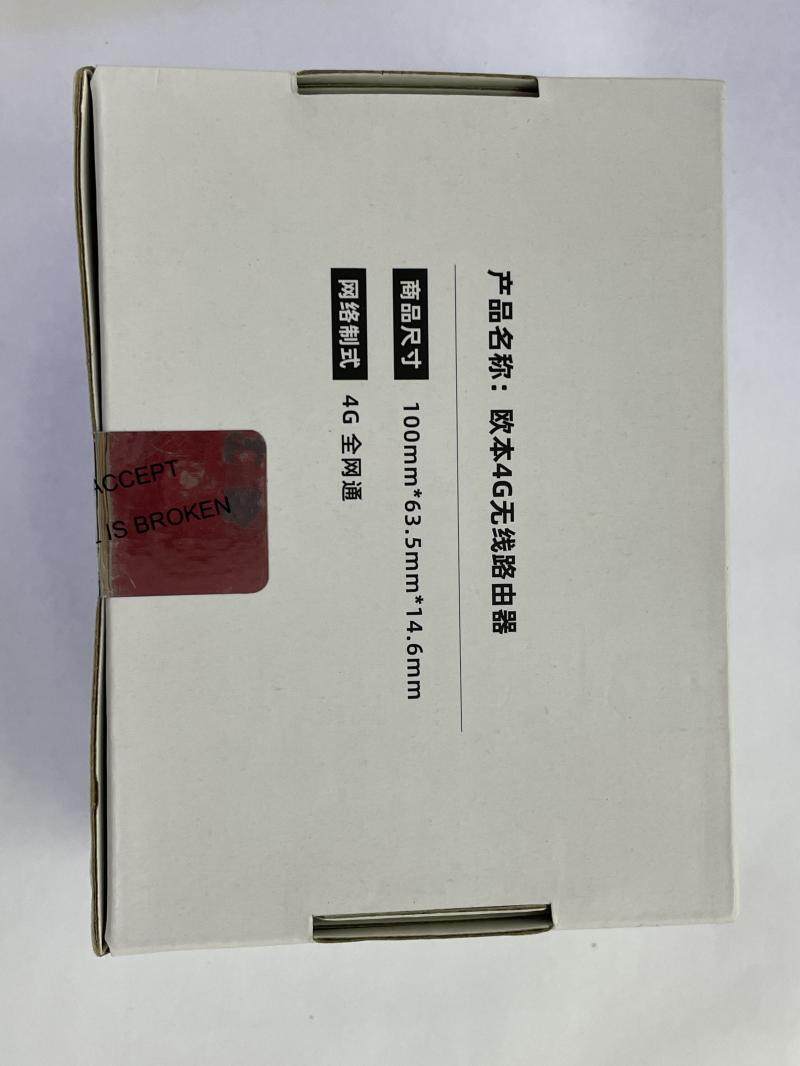 产品名称：欧本4G无线路由器
商品尺寸 100mm*63.5mm*14.6mm
网络制式 4G 全网通
ACCEPT
IS BROKEN